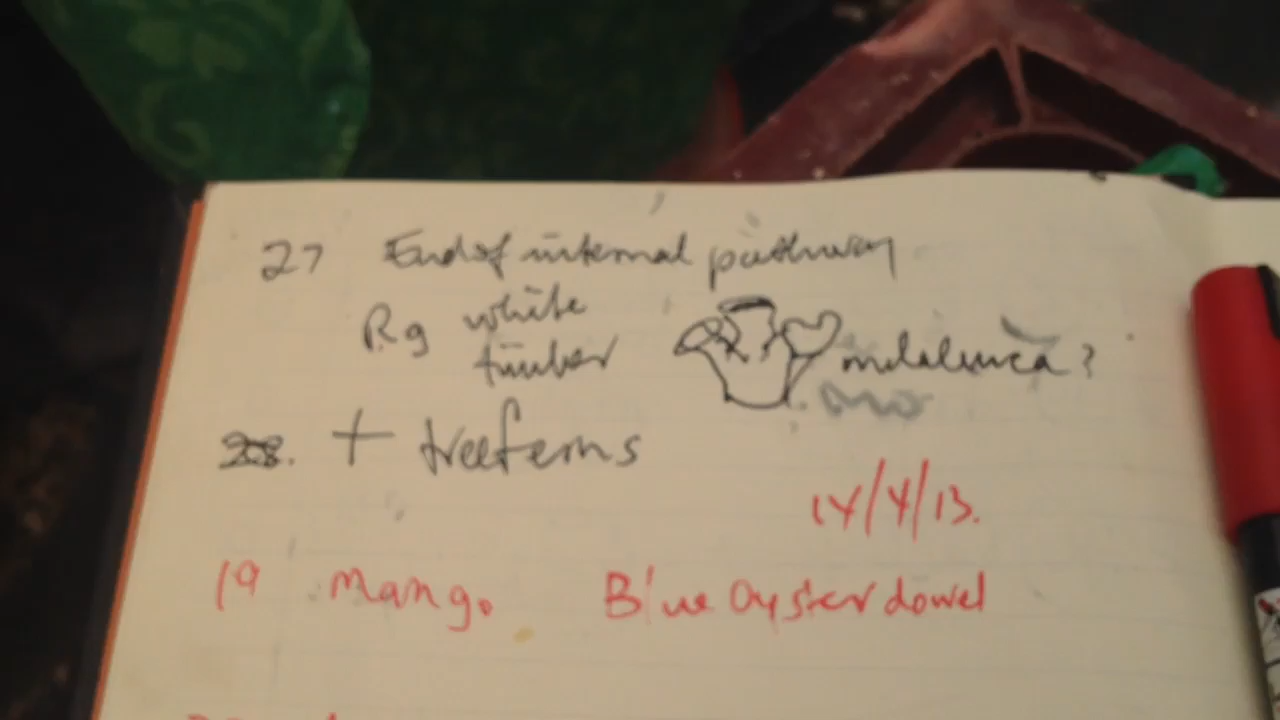 27 End of internal pathway
Rg white
timber melaleuca?
28. + treeferns
14/4/13.
19 Mango Blue Oyster dowel